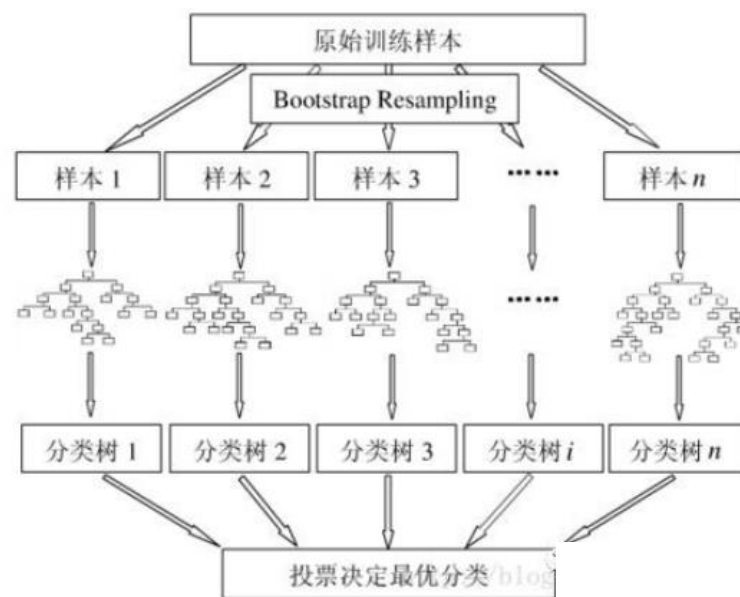 原始训练样本
Bootstrap Resampling
样本 1
样本 2
样本 3
……
样本 n
……
分类树 1
分类树 2
分类树 3
分类树 i
分类树 n
投票决定最优分类
/blog